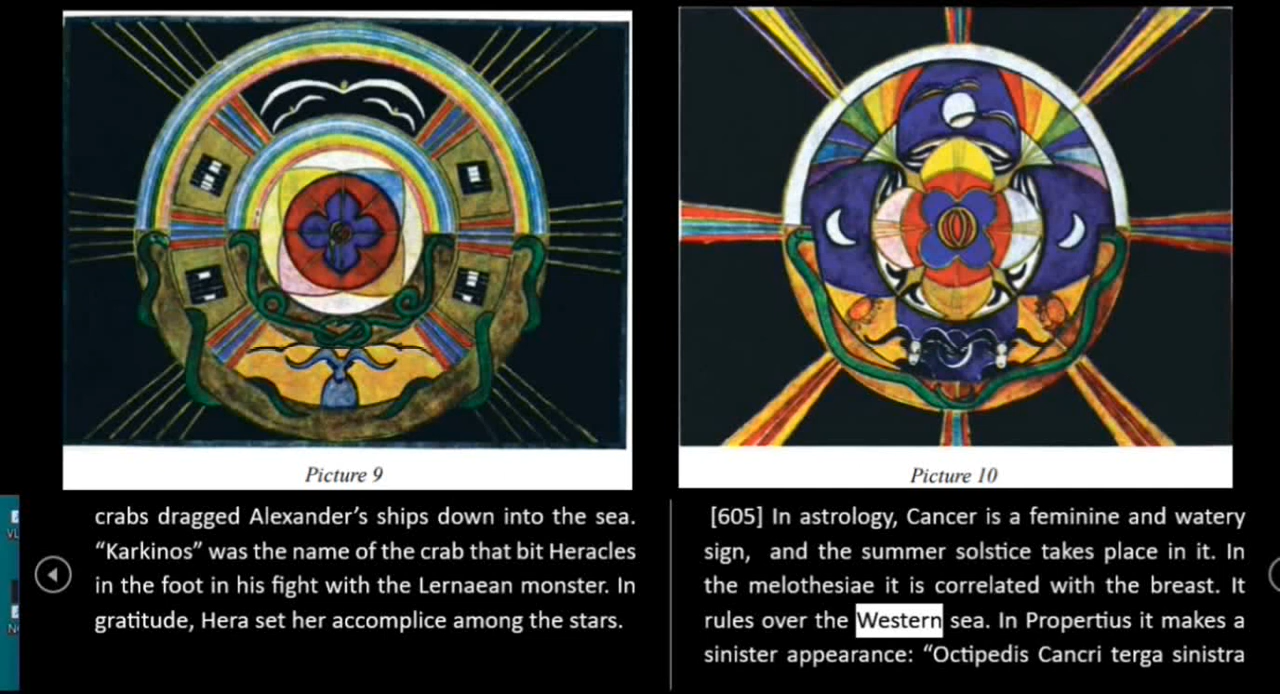 Picture 9
crabs dragged Alexander's ships down into the sea.
"Karkinos" was the name of the crab that bit Heracles
in the foot in his fight with the Lernaean monster. In
gratitude, Hera set her accomplice among the stars.
Picture 10
[605] In astrology, Cancer is a feminine and watery
sign, and the summer solstice takes place in it. In
the melothesiae it is correlated with the breast. It
rules over the Western sea. In Propertius it makes a
sinister appearance: "Octipedis Cancri terga sinistra